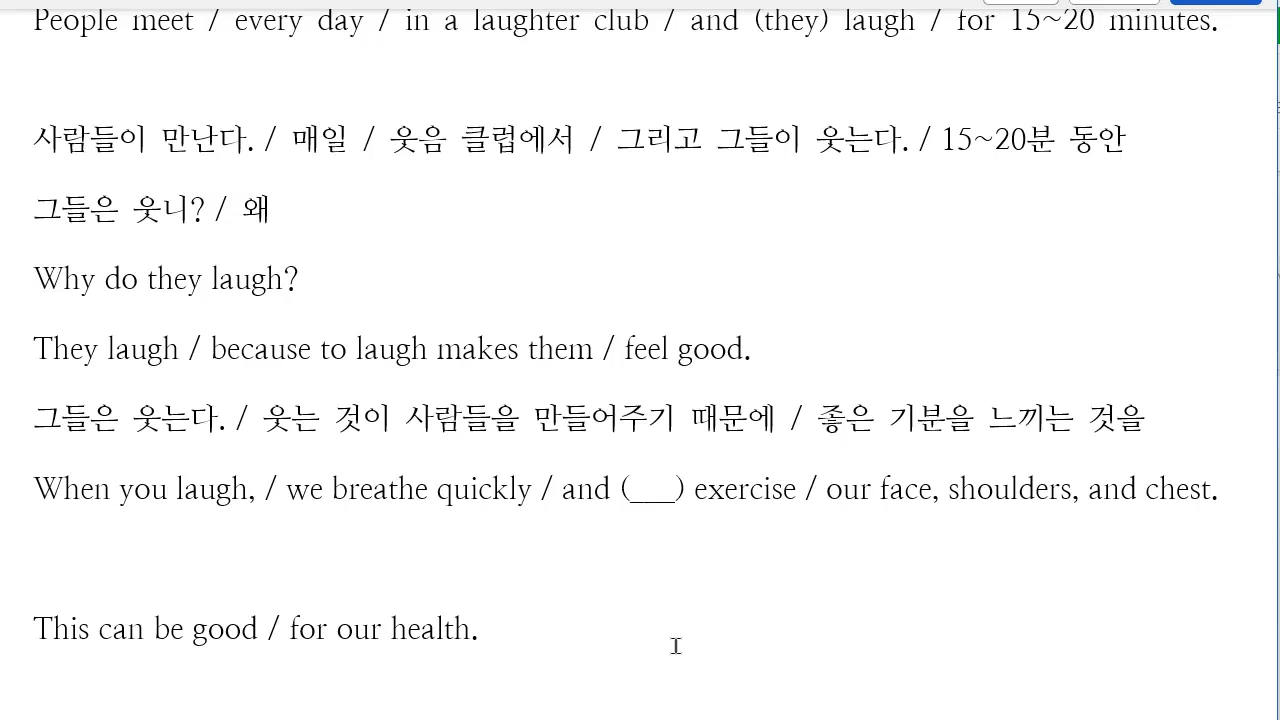 People meet / every day / in a laughter club / and (they) laugh / for 15~20 minutes.
사람들이 만난다. / 매일 / 웃음 클럽에서 / 그리고 그들이 웃는다. / 15~20분 동안
그들은 웃니? / 왜
Why do they laugh?
They laugh / because to laugh makes them / feel good.
그들은 웃는다. / 웃는 것이 사람들을 만들어주기 때문에 / 좋은 기분을 느끼는 것을
When you laugh, / we breathe quickly / and (___) exercise / our face, shoulders, and chest.
This can be good / for our health.